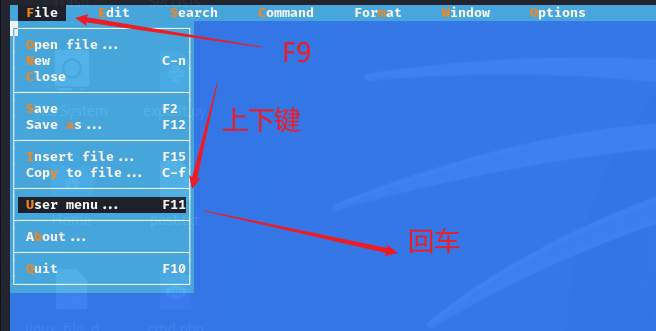 File Edit Search Command Format Window Options
F9
Open file...
New C-n
Close
上下键
Save F2
Save as... F12
Insert file... F15
Copy to file... C-f
User menu... F11
回车
About...
Quit F10